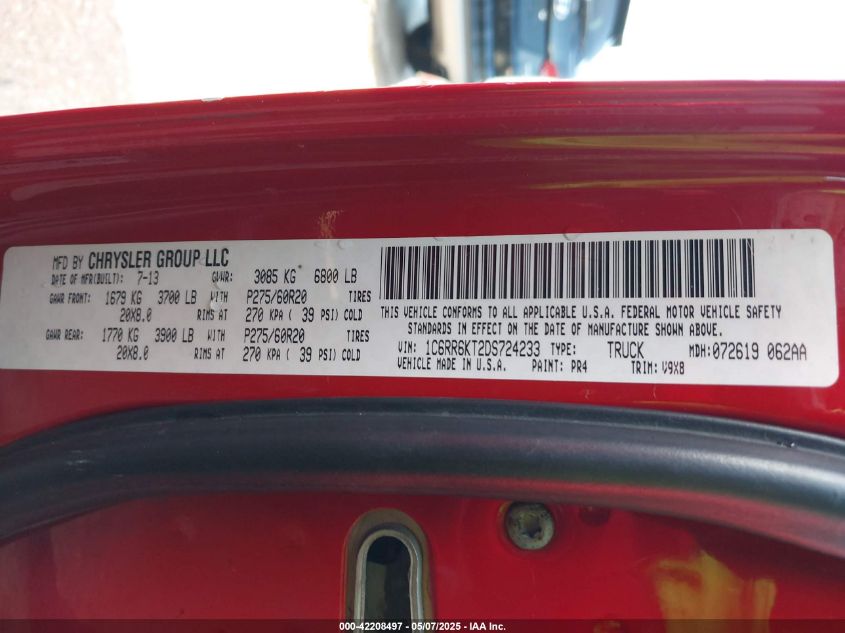 MFD BY CHRYSLER GROUP LLC
DATE OF MFR(BUILT): 7-13 GVWR: 3085 KG 6800 LB
GAWR FRONT: 1679 KG 3700 LB WITH P275/60R20 TIRES
20X8.0 RIMS AT 270 KPA ( 39 PSI) COLD
GAWR REAR: 1770 KG 3900 LB WITH P275/60R20 TIRES
20X8.0 RIMS AT 270 KPA ( 39 PSI) COLD
THIS VEHICLE CONFORMS TO ALL APPLICABLE U.S.A. FEDERAL MOTOR VEHICLE SAFETY
STANDARDS IN EFFECT ON THE DATE OF MANUFACTURE SHOWN ABOVE.
VIN: 1C6RR6KT2DS724233 TYPE: TRUCK MDH:072619 062AA
VEHICLE MADE IN U.S.A. PAINT: PR4 TRIM: V9X8
000-42208497 - 05/07/2025 - IAA Inc.